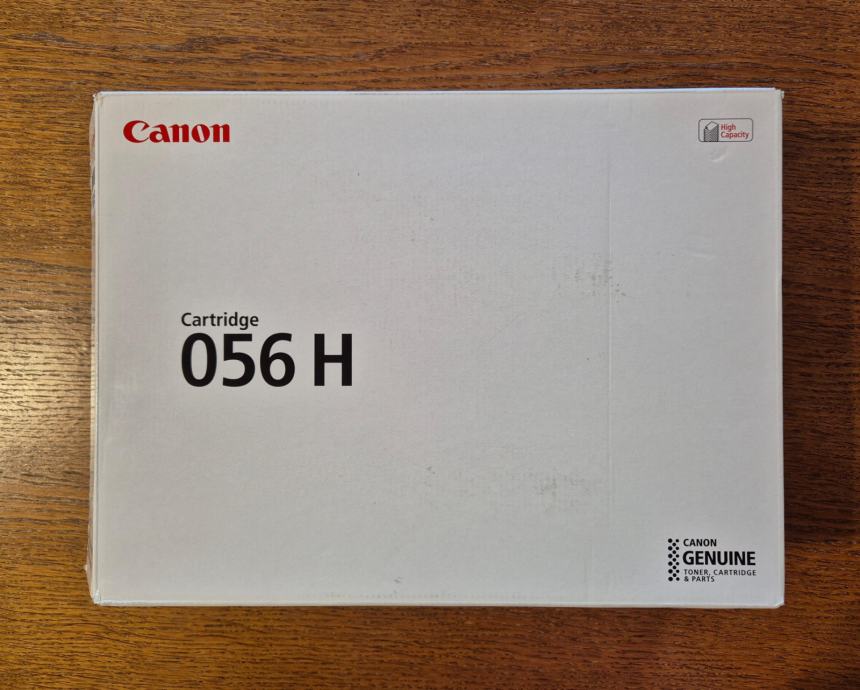 Canon
High
Capacity
Cartridge
056 H
CANON
GENUINE
TONER, CARTRIDGE
& PARTS